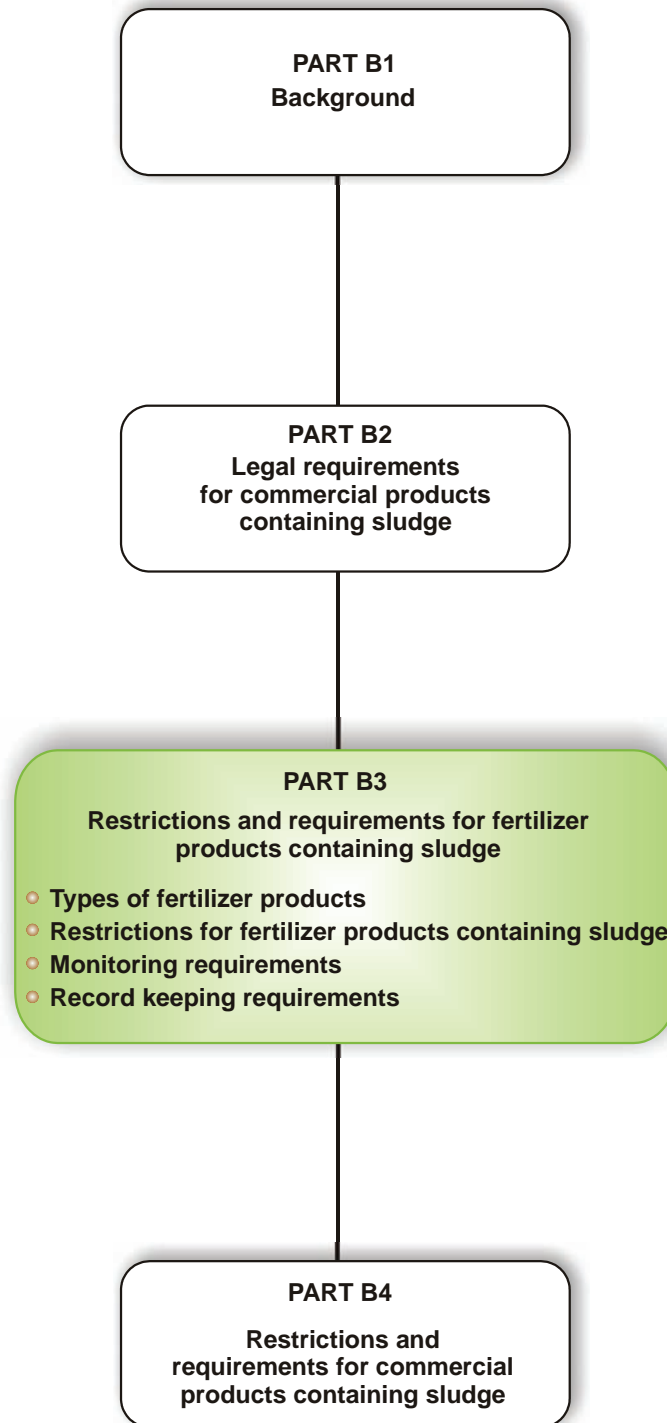 PART B1
Background
PART B2
Legal requirements
for commercial products
containing sludge
PART B3
Restrictions and requirements for fertilizer
products containing sludge
Types of fertilizer products
Restrictions for fertilizer products containing sludge
Monitoring requirements
Record keeping requirements
PART B4
Restrictions and
requirements for commercial
products containing sludge